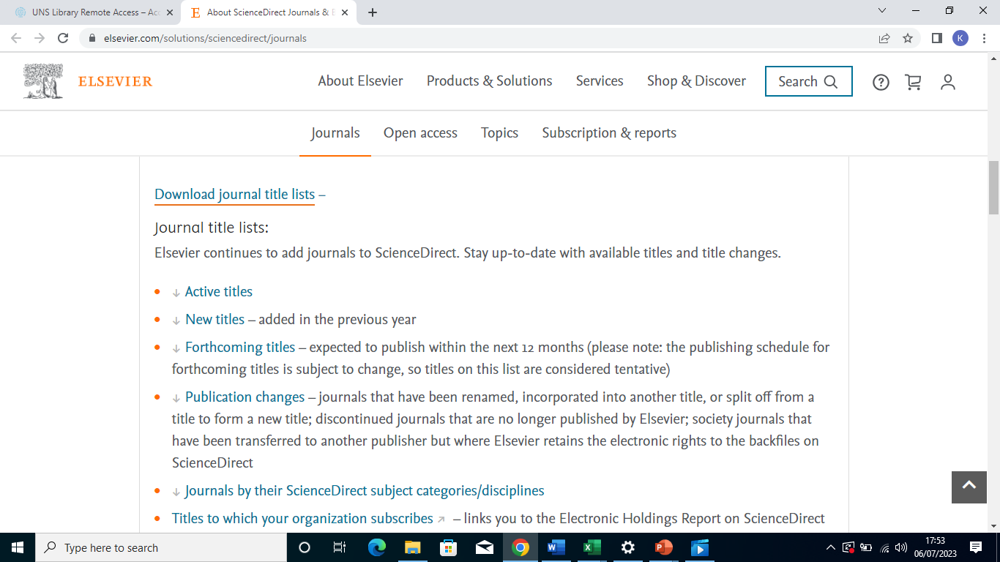 UNS Library Remote Access – Acc
About ScienceDirect Journals & E
elsevier.com/solutions/sciencedirect/journals
K
ELSEVIER
About Elsevier
Products & Solutions
Services
Shop & Discover
Search
Journals
Open access
Topics
Subscription & reports
Download journal title lists –
Journal title lists:
Elsevier continues to add journals to ScienceDirect. Stay up-to-date with available titles and title changes.
Active titles
New titles – added in the previous year
Forthcoming titles – expected to publish within the next 12 months (please note: the publishing schedule for
forthcoming titles is subject to change, so titles on this list are considered tentative)
Publication changes – journals that have been renamed, incorporated into another title, or split off from a
title to form a new title; discontinued journals that are no longer published by Elsevier; society journals that
have been transferred to another publisher but where Elsevier retains the electronic rights to the backfiles on
ScienceDirect
Journals by their ScienceDirect subject categories/disciplines
Titles to which your organization subscribes – links you to the Electronic Holdings Report on ScienceDirect
Type here to search
17:53
06/07/2023